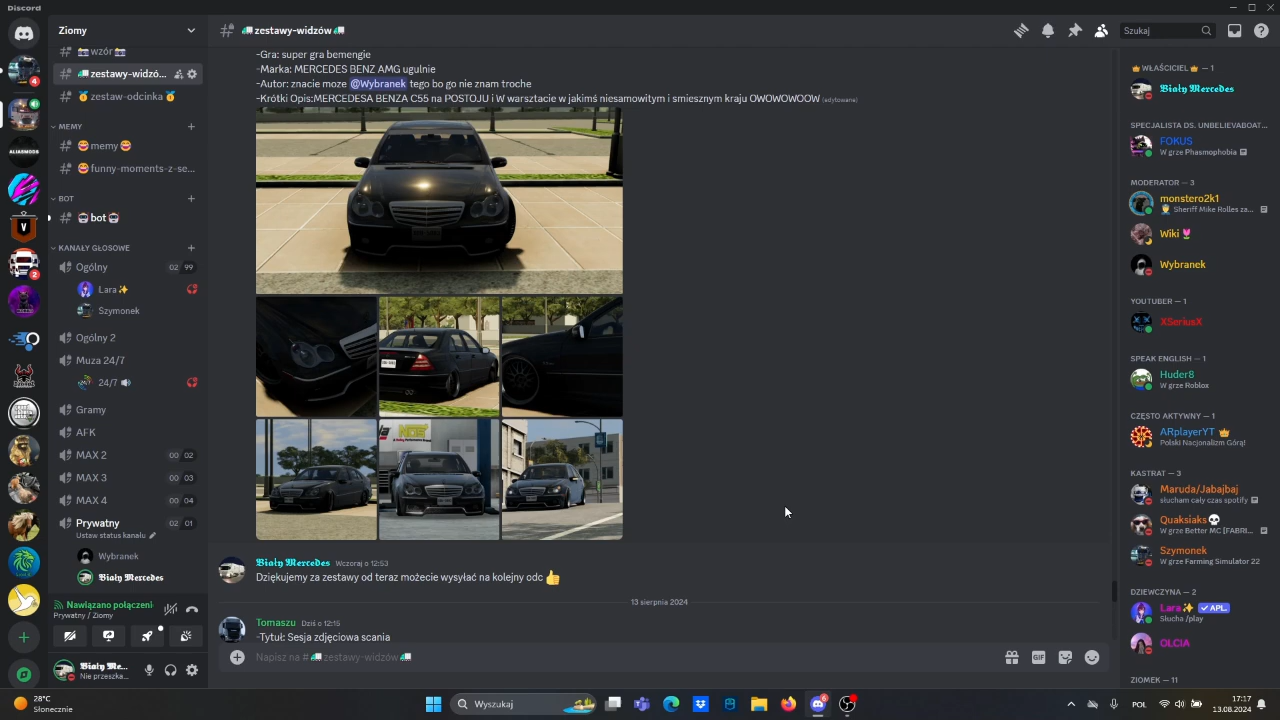 Discord
Ziomy
🚛zestawy-widzów🚛
Szukaj
📷wzór📷
🚛zestawy-widzó...
🏅zestaw-odcinka🏅
MEMY
😂memy😂
😂funny-moments-z-se...
BOT
🤖bot🤖
KANAŁY GŁOSOWE
Ogólny 02 99
Lara✨
Szymonek
Ogólny 2
Muza 24/7
24/7 🔊
Gramy
AFK
MAX 2 00 02
MAX 3 00 03
MAX 4 00 04
Prywatny 02 01
Ustaw status kanału
Wybranek
Biały Mercedes
Nawiązano połączeni
Prywatny / Ziomy
Biały Me...
Nie przeszka...
4
2
ALIASMODS
V
-Gra: super gra bemengie
-Marka: MERCEDES BENZ AMG ugulnie
-Autor: znacie moze @Wybranek tego bo go nie znam troche
-Krótki Opis:MERCEDESA BENZA C55 na POSTOJU i W warsztacie w jakimś niesamowitym i smiesznym kraju OWOWOWOOW (edytowane)
NOS
Biały Mercedes Wczoraj o 12:53
Dziękujemy za zestawy od teraz możecie wysyłać na kolejny odc 👍
13 sierpnia 2024
Tomaszu Dziś o 12:15
-Tytuł: Sesja zdjęciowa scania
Napisz na #🚛zestawy-widzów🚛
GIF
👑WŁAŚCICIEL👑 — 1
Biały Mercedes
SPECJALISTA DS. UNBELIEVABOAT...
FOKUS
W grze Phasmophobia
MODERATOR — 3
monstero2k1
Sheriff Mike Rolles za...
Wiki🌷
Wybranek
YOUTUBER — 1
XSeriusX
SPEAK ENGLISH — 1
Huder8
W grze Roblox
CZĘSTO AKTYWNY — 1
ARplayerYT 👑
Polski Nacjonalizm Górą!
KASTRAT — 3
Maruda/Jabajbaj
słucham cały czas spotify
Quaksiaks💀
W grze Better MC [FABRI...
Szymonek
W grze Farming Simulator 22
DZIEWCZYNA — 2
Lara✨ ✓ APL.
Słucha /play
OLCIA
ZIOMEK — 11
28°C
Słonecznie
Wyszukaj
6
POL
17:17
13.08.2024